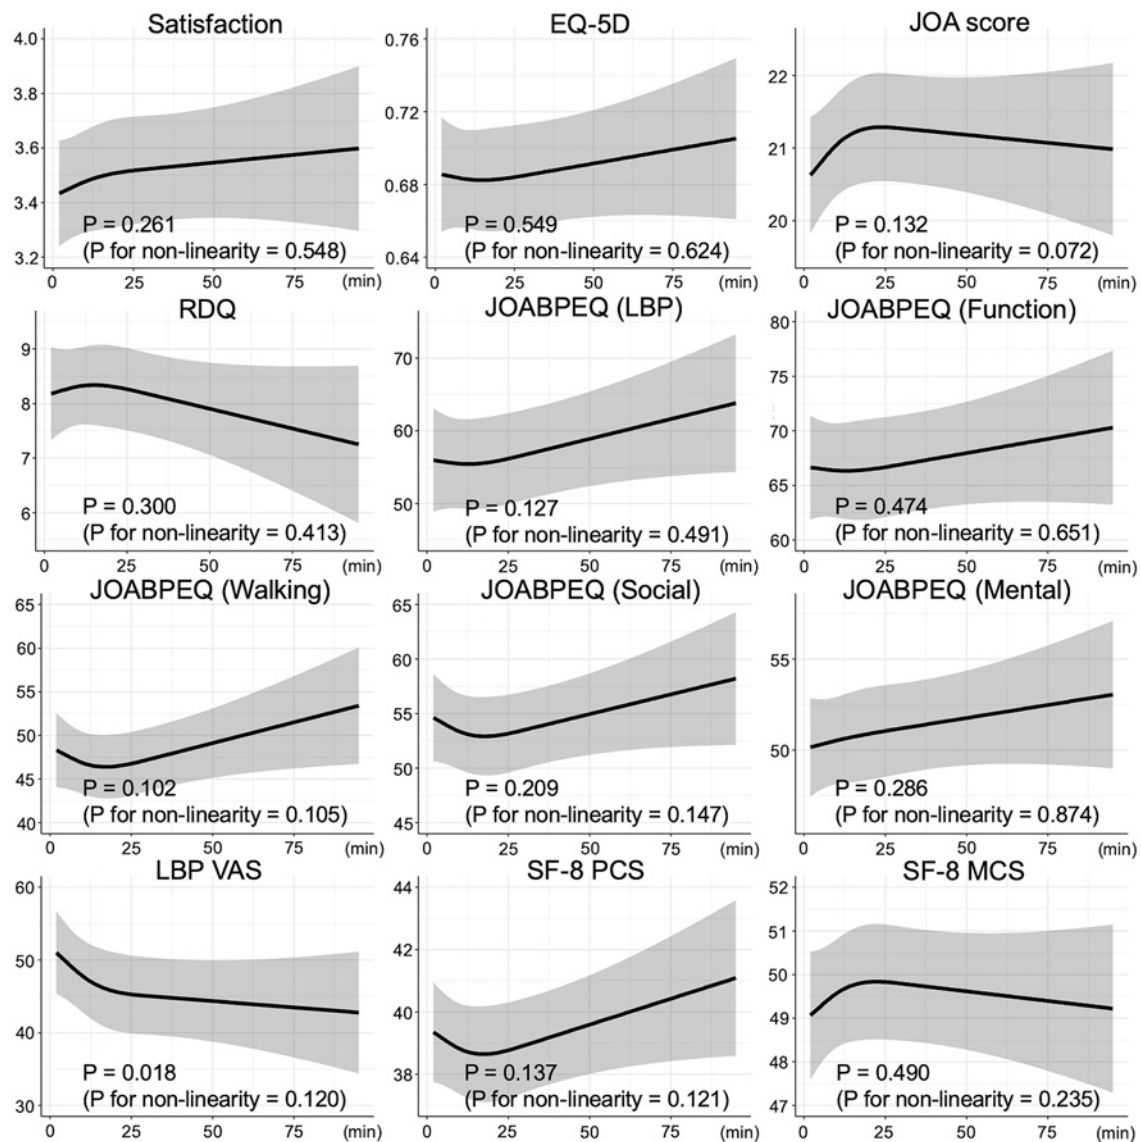 Satisfaction
4.0
3.8
3.6
3.4
3.2
P = 0.261
(P for non-linearity = 0.548)
0 25 50 75 (min)
EQ-5D
0.76
0.72
0.68
0.64
P = 0.549
(P for non-linearity = 0.624)
0 25 50 75 (min)
JOA score
22
21
20
P = 0.132
(P for non-linearity = 0.072)
0 25 50 75 (min)
RDQ
9
8
7
6
P = 0.300
(P for non-linearity = 0.413)
0 25 50 75 (min)
JOABPEQ (LBP)
70
60
50
P = 0.127
(P for non-linearity = 0.491)
0 25 50 75 (min)
JOABPEQ (Function)
80
75
70
65
60
P = 0.474
(P for non-linearity = 0.651)
0 25 50 75 (min)
JOABPEQ (Walking)
65
60
55
50
45
40
P = 0.102
(P for non-linearity = 0.105)
0 25 50 75 (min)
JOABPEQ (Social)
65
60
55
50
45
P = 0.209
(P for non-linearity = 0.147)
0 25 50 75 (min)
JOABPEQ (Mental)
55
50
P = 0.286
(P for non-linearity = 0.874)
0 25 50 75 (min)
LBP VAS
60
50
40
30
P = 0.018
(P for non-linearity = 0.120)
0 25 50 75 (min)
SF-8 PCS
44
42
40
38
P = 0.137
(P for non-linearity = 0.121)
0 25 50 75 (min)
SF-8 MCS
52
51
50
49
48
47
P = 0.490
(P for non-linearity = 0.235)
0 25 50 75 (min)